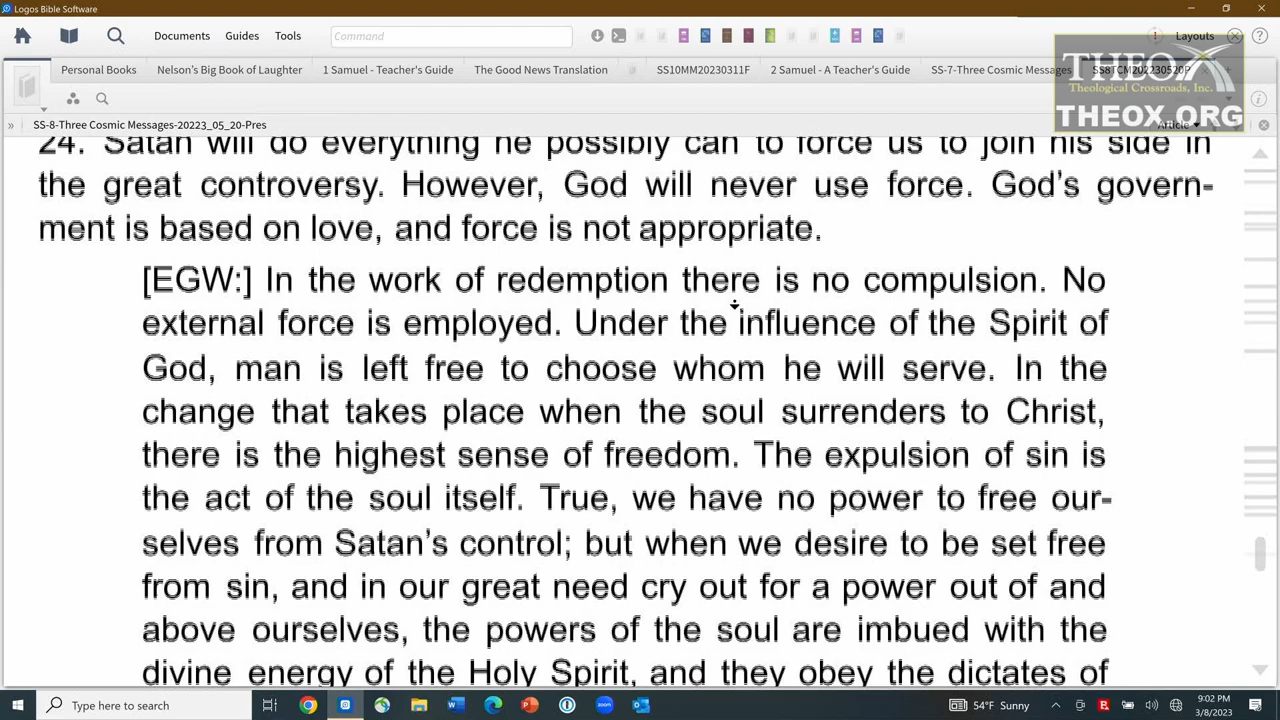 Logos Bible Software
Documents Guides Tools Command Layouts
Personal Books Nelson's Big Book of Laughter The Good News Translation SS10MM20230311F SS-7-Three Cosmic Messages
SS-8-Three Cosmic Messages-20223_05_20-Pres Article
THEOX
Theological Crossroads, Inc.
THEOX.ORG
24. Satan will do everything he possibly can to force us to join his side in
the great controversy. However, God will never use force. God's govern-
ment is based on love, and force is not appropriate.
[EGW:] In the work of redemption there is no compulsion. No
external force is employed. Under the influence of the Spirit of
God, man is left free to choose whom he will serve. In the
change that takes place when the soul surrenders to Christ,
there is the highest sense of freedom. The expulsion of sin is
the act of the soul itself. True, we have no power to free our-
selves from Satan's control; but when we desire to be set free
from sin, and in our great need cry out for a power out of and
above ourselves, the powers of the soul are imbued with the
divine energy of the Holy Spirit, and they obey the dictates of
Type here to search zoom 54°F Sunny 9:02 PM
3/8/2023